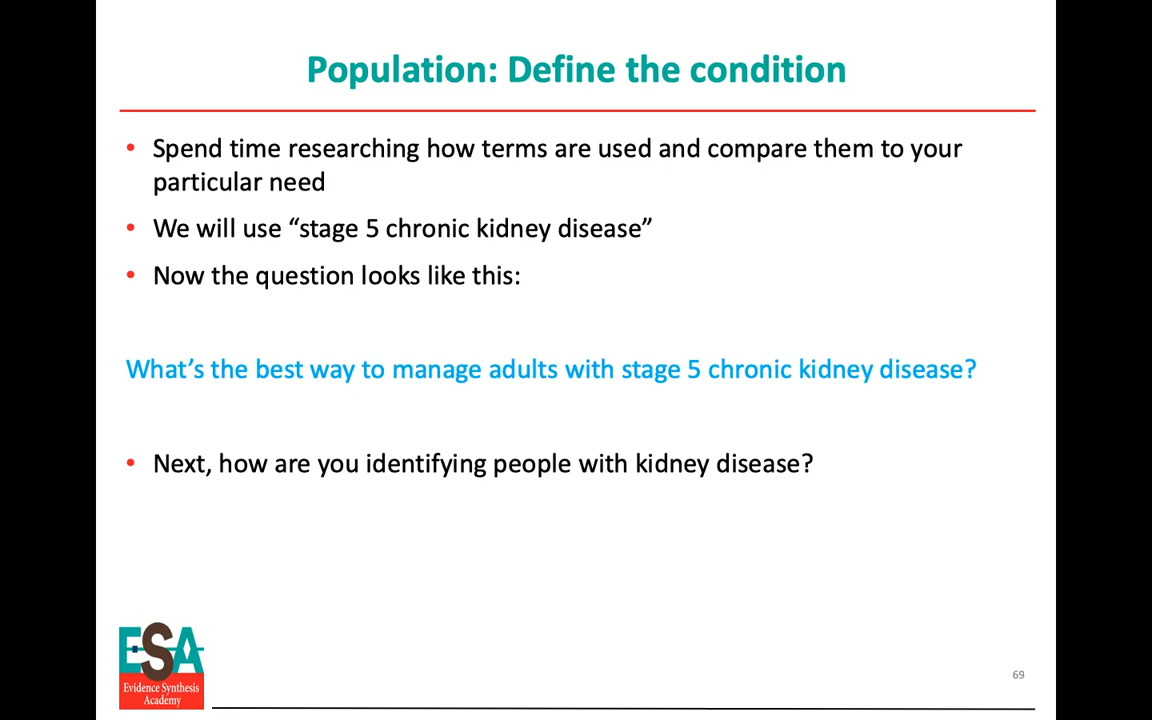 Population: Define the condition
• Spend time researching how terms are used and compare them to your
particular need
• We will use “stage 5 chronic kidney disease”
• Now the question looks like this:
What’s the best way to manage adults with stage 5 chronic kidney disease?
• Next, how are you identifying people with kidney disease?
ESA
Evidence Synthesis
Academy
69